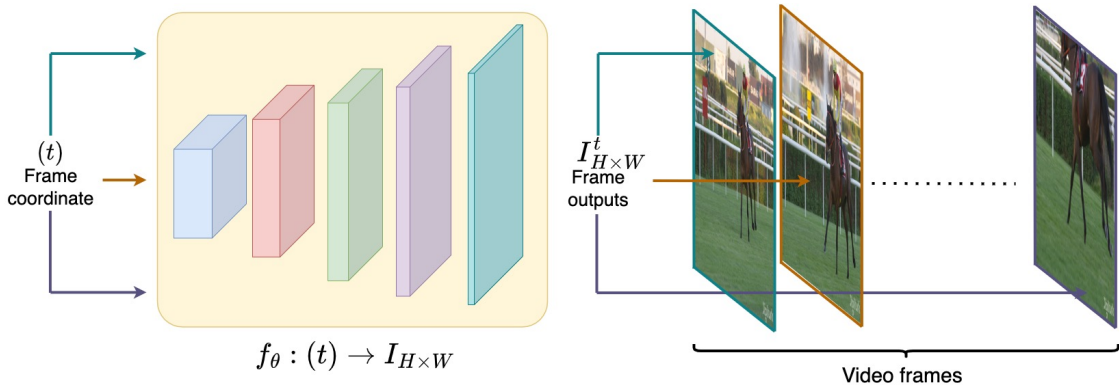 (t)
Frame
coordinate
f_θ : (t) → I_{H×W}
I^t_{H×W}
Frame
outputs
Video frames